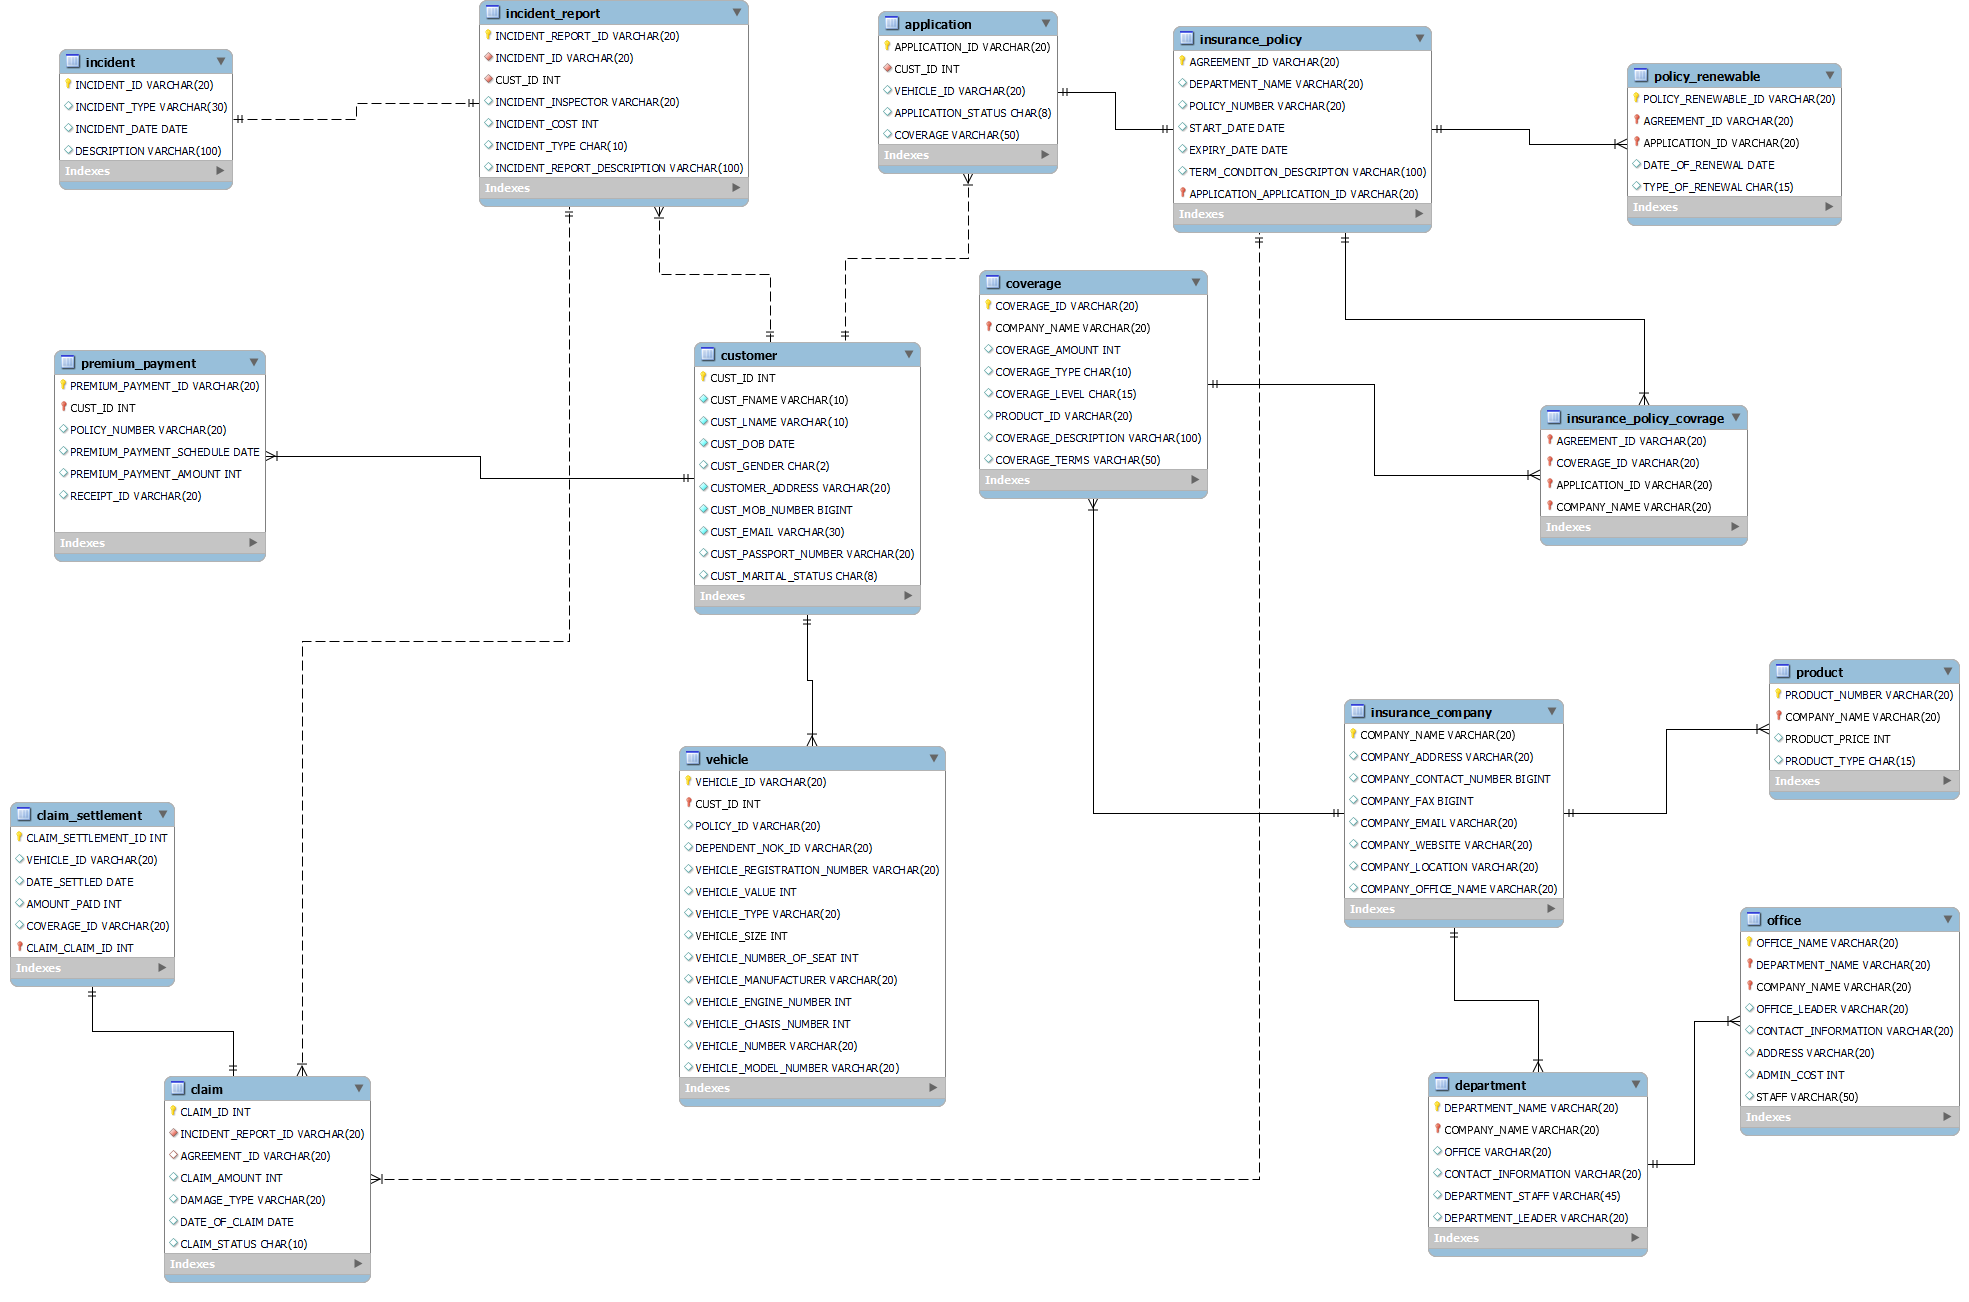 incident
INCIDENT_ID VARCHAR(20)
INCIDENT_TYPE VARCHAR(30)
INCIDENT_DATE DATE
DESCRIPTION VARCHAR(100)
Indexes
incident_report
INCIDENT_REPORT_ID VARCHAR(20)
INCIDENT_ID VARCHAR(20)
CUST_ID INT
INCIDENT_INSPECTOR VARCHAR(20)
INCIDENT_COST INT
INCIDENT_TYPE CHAR(10)
INCIDENT_REPORT_DESCRIPTION VARCHAR(100)
Indexes
application
APPLICATION_ID VARCHAR(20)
CUST_ID INT
VEHICLE_ID VARCHAR(20)
APPLICATION_STATUS CHAR(8)
COVERAGE VARCHAR(50)
Indexes
insurance_policy
AGREEMENT_ID VARCHAR(20)
DEPARTMENT_NAME VARCHAR(20)
POLICY_NUMBER VARCHAR(20)
START_DATE DATE
EXPIRY_DATE DATE
TERM_CONDITON_DESCRIPTON VARCHAR(100)
APPLICATION_APPLICATION_ID VARCHAR(20)
Indexes
policy_renewable
POLICY_RENEWABLE_ID VARCHAR(20)
AGREEMENT_ID VARCHAR(20)
APPLICATION_ID VARCHAR(20)
DATE_OF_RENEWAL DATE
TYPE_OF_RENEWAL CHAR(15)
Indexes
premium_payment
PREMIUM_PAYMENT_ID VARCHAR(20)
CUST_ID INT
POLICY_NUMBER VARCHAR(20)
PREMIUM_PAYMENT_SCHEDULE DATE
PREMIUM_PAYMENT_AMOUNT INT
RECEIPT_ID VARCHAR(20)
Indexes
customer
CUST_ID INT
CUST_FNAME VARCHAR(10)
CUST_LNAME VARCHAR(10)
CUST_DOB DATE
CUST_GENDER CHAR(2)
CUSTOMER_ADDRESS VARCHAR(20)
CUST_MOB_NUMBER BIGINT
CUST_EMAIL VARCHAR(30)
CUST_PASSPORT_NUMBER VARCHAR(20)
CUST_MARITAL_STATUS CHAR(8)
Indexes
coverage
COVERAGE_ID VARCHAR(20)
COMPANY_NAME VARCHAR(20)
COVERAGE_AMOUNT INT
COVERAGE_TYPE CHAR(10)
COVERAGE_LEVEL CHAR(15)
PRODUCT_ID VARCHAR(20)
COVERAGE_DESCRIPTION VARCHAR(100)
COVERAGE_TERMS VARCHAR(50)
Indexes
insurance_policy_covrage
AGREEMENT_ID VARCHAR(20)
COVERAGE_ID VARCHAR(20)
APPLICATION_ID VARCHAR(20)
COMPANY_NAME VARCHAR(20)
Indexes
claim_settlement
CLAIM_SETTLEMENT_ID INT
VEHICLE_ID VARCHAR(20)
DATE_SETTLED DATE
AMOUNT_PAID INT
COVERAGE_ID VARCHAR(20)
CLAIM_CLAIM_ID INT
Indexes
vehicle
VEHICLE_ID VARCHAR(20)
CUST_ID INT
POLICY_ID VARCHAR(20)
DEPENDENT_NOK_ID VARCHAR(20)
VEHICLE_REGISTRATION_NUMBER VARCHAR(20)
VEHICLE_VALUE INT
VEHICLE_TYPE VARCHAR(20)
VEHICLE_SIZE INT
VEHICLE_NUMBER_OF_SEAT INT
VEHICLE_MANUFACTURER VARCHAR(20)
VEHICLE_ENGINE_NUMBER INT
VEHICLE_CHASIS_NUMBER INT
VEHICLE_NUMBER VARCHAR(20)
VEHICLE_MODEL_NUMBER VARCHAR(20)
Indexes
insurance_company
COMPANY_NAME VARCHAR(20)
COMPANY_ADDRESS VARCHAR(20)
COMPANY_CONTACT_NUMBER BIGINT
COMPANY_FAX BIGINT
COMPANY_EMAIL VARCHAR(20)
COMPANY_WEBSITE VARCHAR(20)
COMPANY_LOCATION VARCHAR(20)
COMPANY_OFFICE_NAME VARCHAR(20)
Indexes
product
PRODUCT_NUMBER VARCHAR(20)
COMPANY_NAME VARCHAR(20)
PRODUCT_PRICE INT
PRODUCT_TYPE CHAR(15)
Indexes
office
OFFICE_NAME VARCHAR(20)
DEPARTMENT_NAME VARCHAR(20)
COMPANY_NAME VARCHAR(20)
OFFICE_LEADER VARCHAR(20)
CONTACT_INFORMATION VARCHAR(20)
ADDRESS VARCHAR(20)
ADMIN_COST INT
STAFF VARCHAR(50)
Indexes
claim
CLAIM_ID INT
INCIDENT_REPORT_ID VARCHAR(20)
AGREEMENT_ID VARCHAR(20)
CLAIM_AMOUNT INT
DAMAGE_TYPE VARCHAR(20)
DATE_OF_CLAIM DATE
CLAIM_STATUS CHAR(10)
Indexes
department
DEPARTMENT_NAME VARCHAR(20)
COMPANY_NAME VARCHAR(20)
OFFICE VARCHAR(20)
CONTACT_INFORMATION VARCHAR(20)
DEPARTMENT_STAFF VARCHAR(45)
DEPARTMENT_LEADER VARCHAR(20)
Indexes